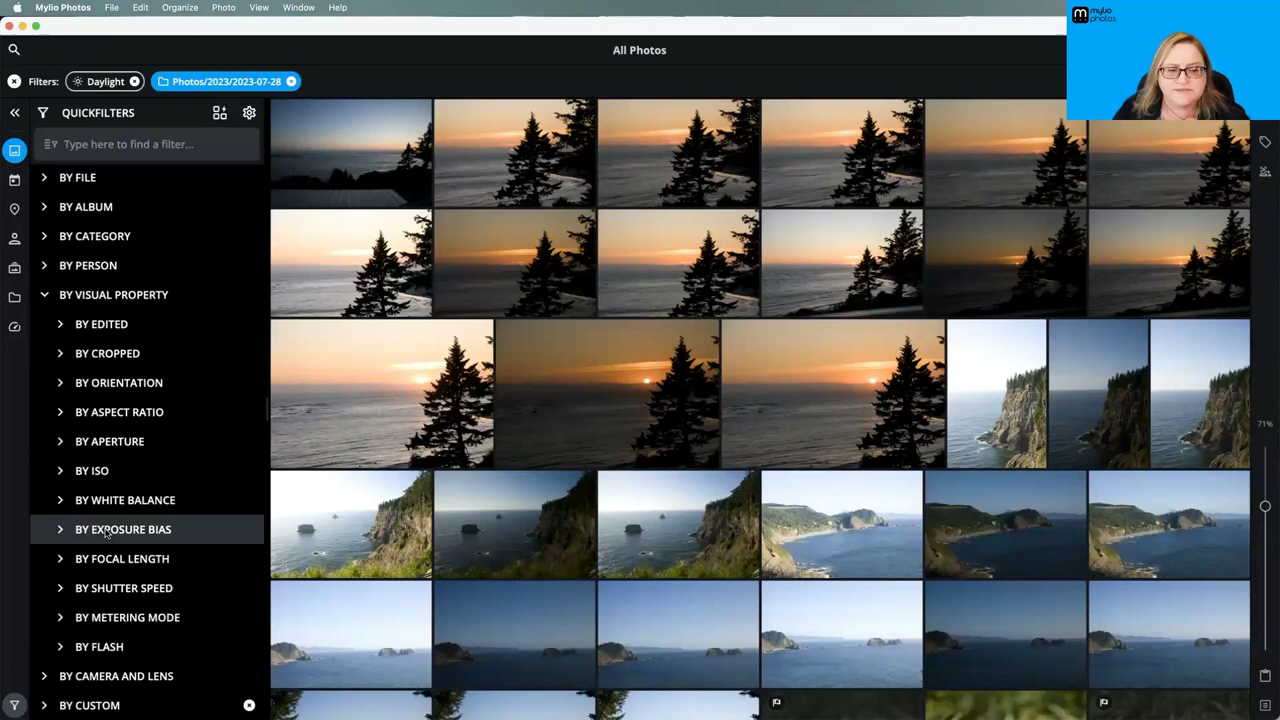 Mylio Photos File Edit Organize Photo View Window Help
mylio
photos
All Photos
Filters: Daylight Photos/2023/2023-07-28
QUICKFILTERS
Type here to find a filter...
BY FILE
BY ALBUM
BY CATEGORY
BY PERSON
BY VISUAL PROPERTY
BY EDITED
BY CROPPED
BY ORIENTATION
BY ASPECT RATIO
BY APERTURE
BY ISO
BY WHITE BALANCE
BY EXPOSURE BIAS
BY FOCAL LENGTH
BY SHUTTER SPEED
BY METERING MODE
BY FLASH
BY CAMERA AND LENS
BY CUSTOM
71%